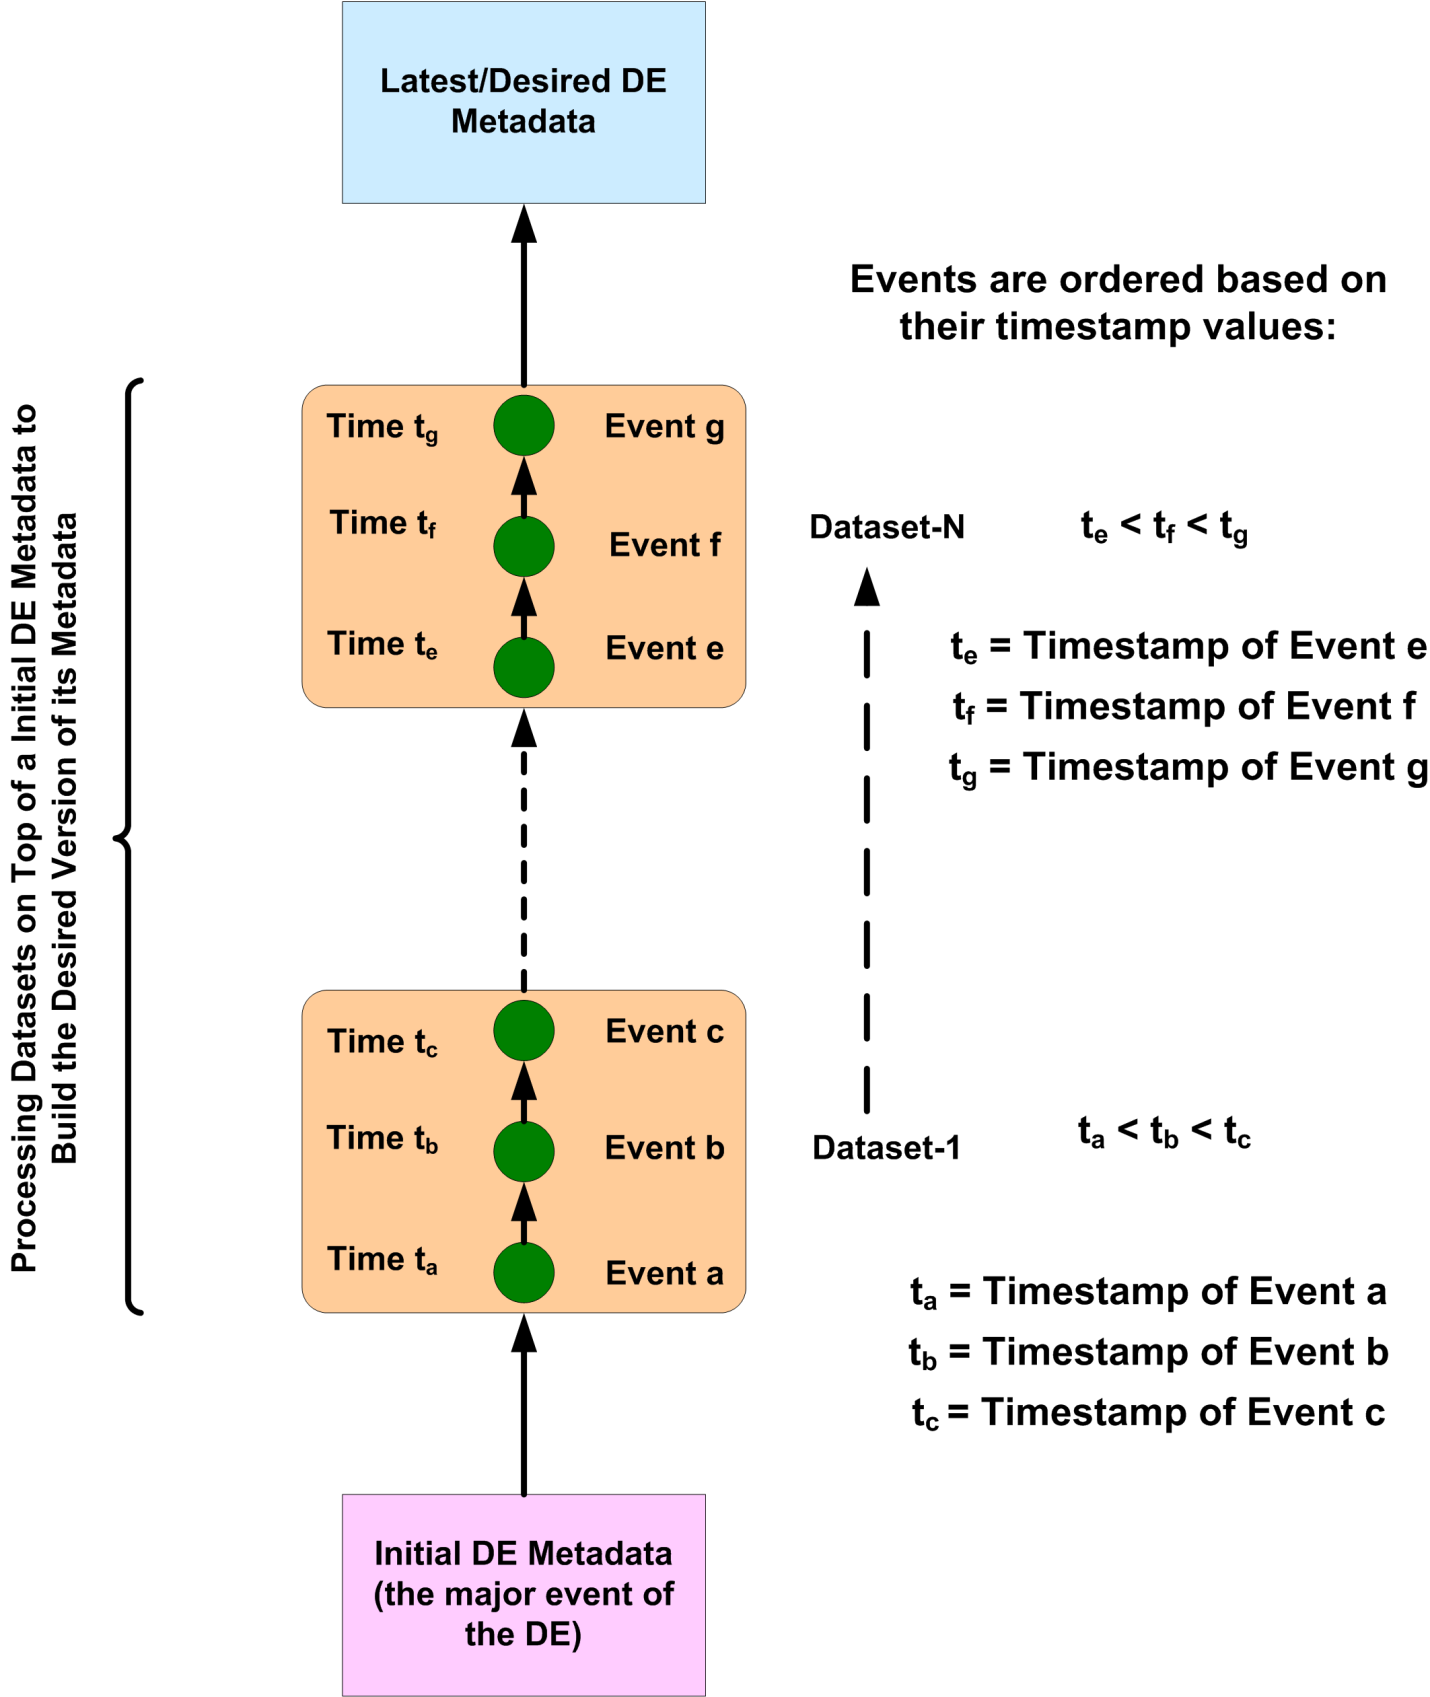 Latest/Desired DE
Metadata
Events are ordered based on
their timestamp values:
Processing Datasets on Top of a Initial DE Metadata to
Build the Desired Version of its Metadata
Time tg
Event g
Time tf
Event f
Time te
Event e
Dataset-N
te < tf < tg
te = Timestamp of Event e
tf = Timestamp of Event f
tg = Timestamp of Event g
Time tc
Event c
Time tb
Event b
Time ta
Event a
Dataset-1
ta < tb < tc
ta = Timestamp of Event a
tb = Timestamp of Event b
tc = Timestamp of Event c
Initial DE Metadata
(the major event of
the DE)